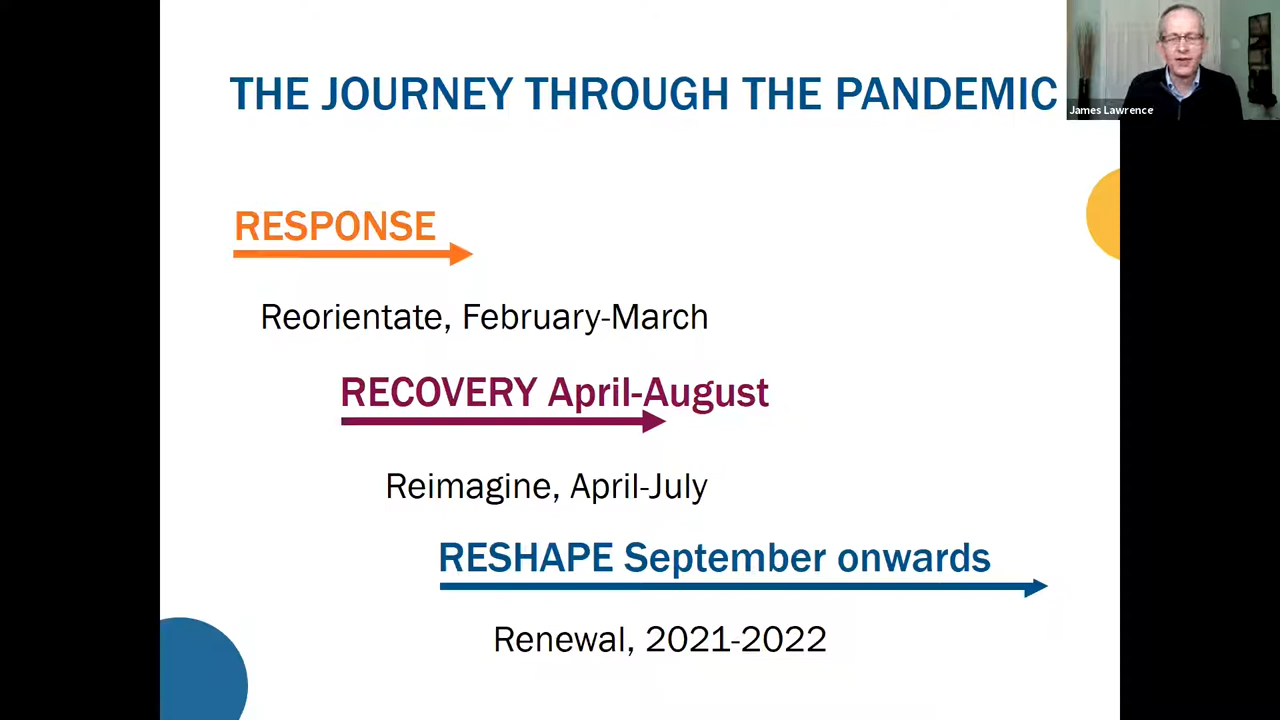 THE JOURNEY THROUGH THE PANDEMIC
James Lawrence
RESPONSE
Reorientate, February-March
RECOVERY April-August
Reimagine, April-July
RESHAPE September onwards
Renewal, 2021-2022